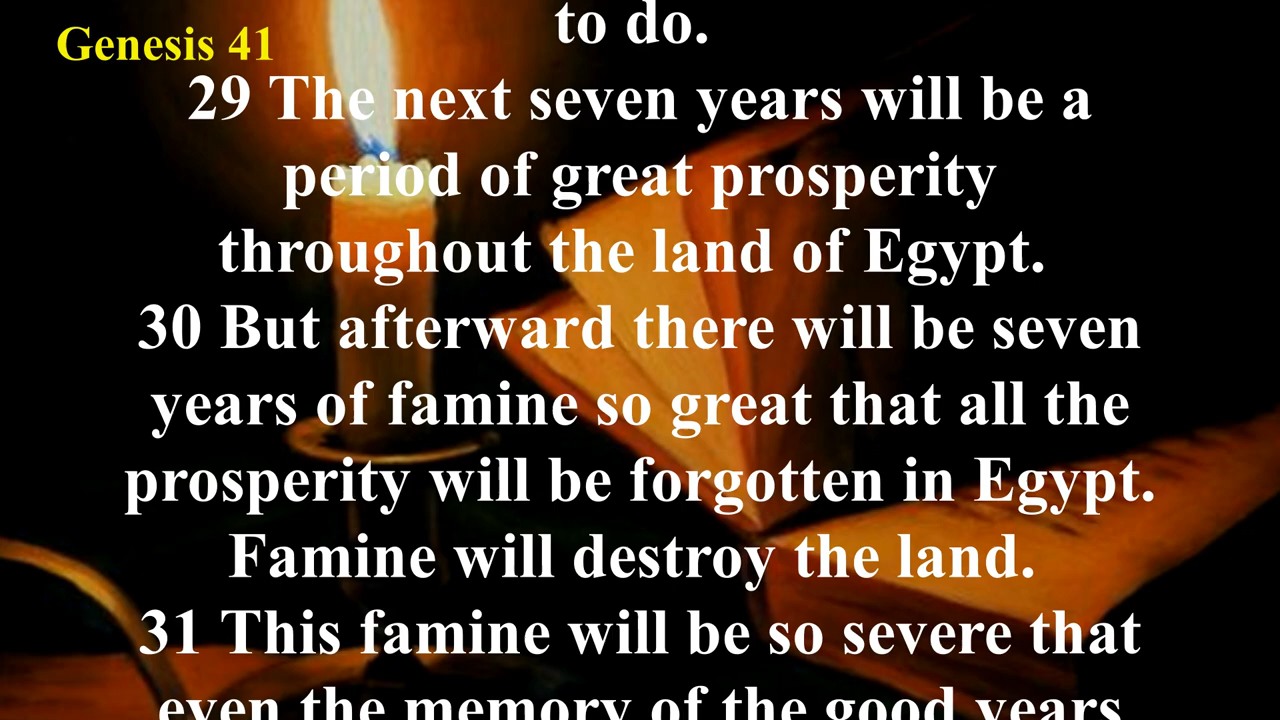 to do.
Genesis 41
29 The next seven years will be a
period of great prosperity
throughout the land of Egypt.
30 But afterward there will be seven
years of famine so great that all the
prosperity will be forgotten in Egypt.
Famine will destroy the land.
31 This famine will be so severe that
even the memory of the good years